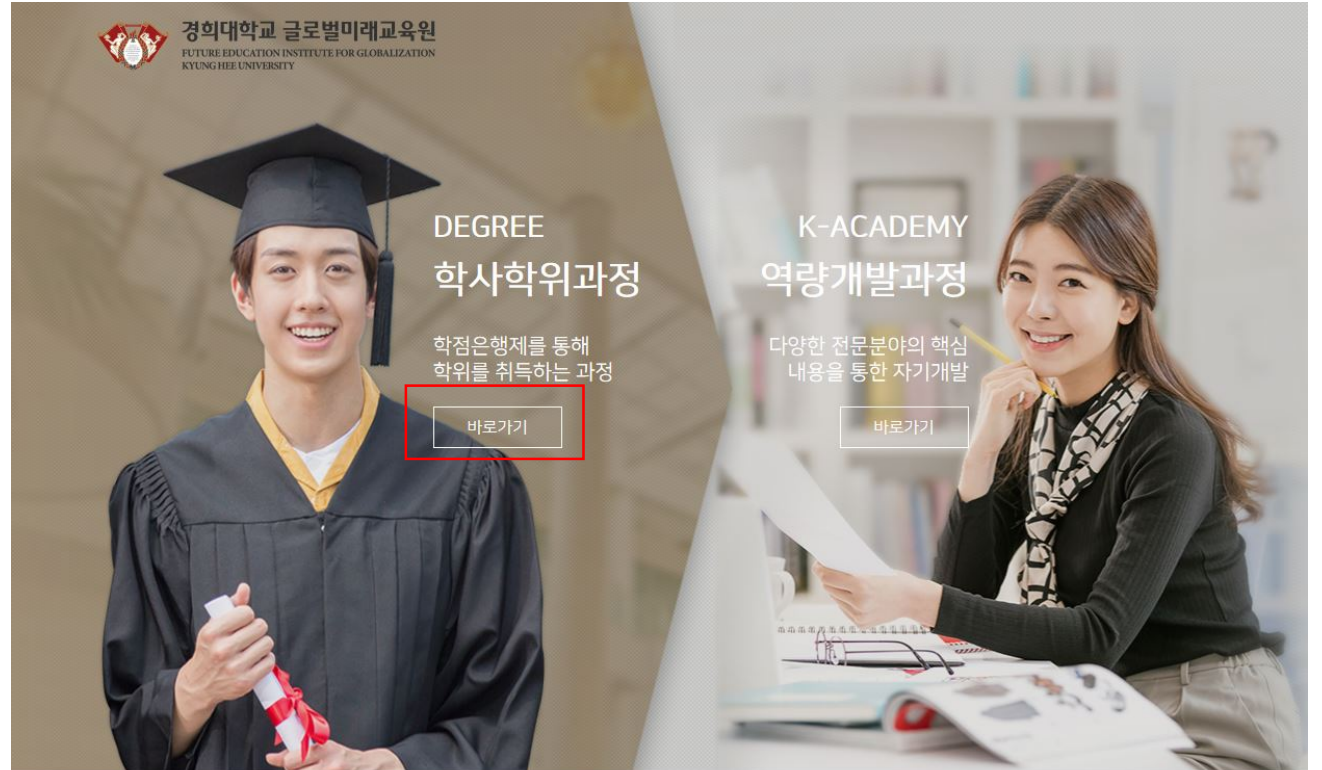 경희대학교 글로벌미래교육원
FUTURE EDUCATION INSTITUTE FOR GLOBALIZATION
KYUNG HEE UNIVERSITY
DEGREE
학사학위과정
학점은행제를 통해
학위를 취득하는 과정
바로가기
K-ACADEMY
역량개발과정
다양한 전문분야의 핵심
내용을 통한 자기개발
바로가기